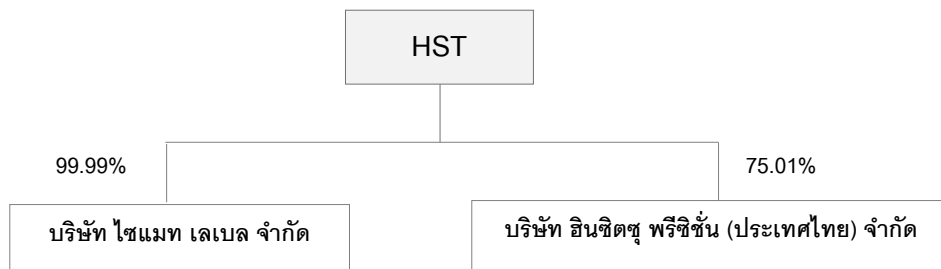 HST
99.99%
75.01%
บริษัท ไซแมท เลเบล จำกัด
บริษัท ฮินซิตซุ พรีซิชั่น (ประเทศไทย) จำกัด